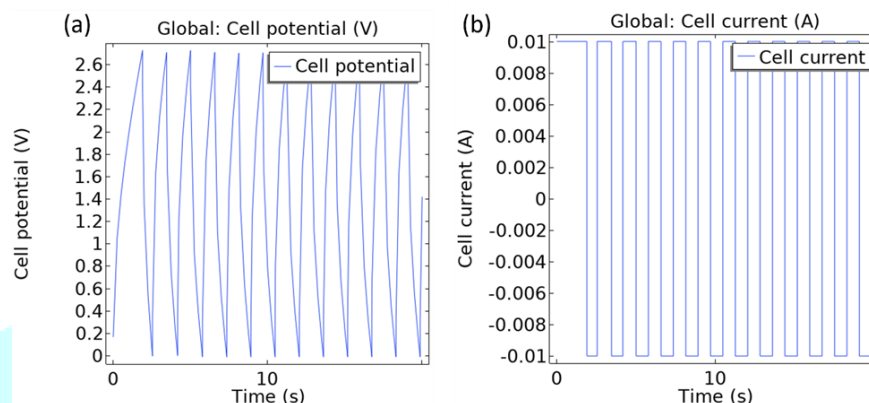 (a)
Global: Cell potential (V)
Cell potential
2.6
2.4
2.2
2
1.8
1.6
1.4
1.2
1
0.8
0.6
0.4
0.2
0
Cell potential (V)
0
10
Time (s)
(b)
Global: Cell current (A)
Cell current
0.01
0.008
0.006
0.004
0.002
0
-0.002
-0.004
-0.006
-0.008
-0.01
Cell current (A)
0
10
Time (s)